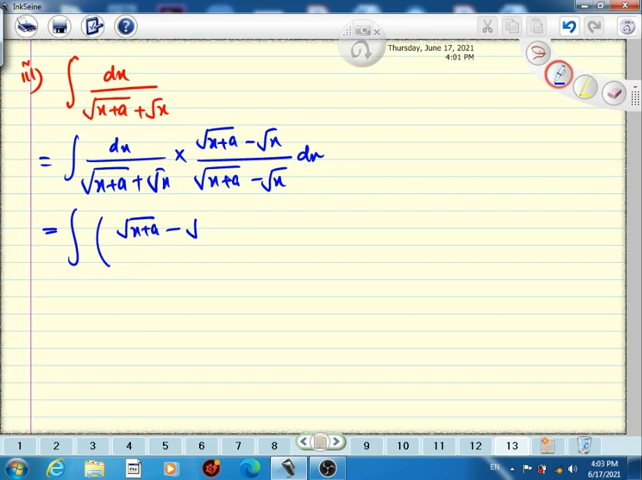 InkSeine
Thursday, June 17, 2021
4:01 PM
iii) ∫ dx / (√(x+a) + √x)
= ∫ dx / (√(x+a) + √x) × (√(x+a) − √x) / (√(x+a) − √x) dx
= ∫ ( √(x+a) − √
1 2 3 4 5 6 7 8 9 10 11 12 13
EN 4:03 PM
6/17/2021